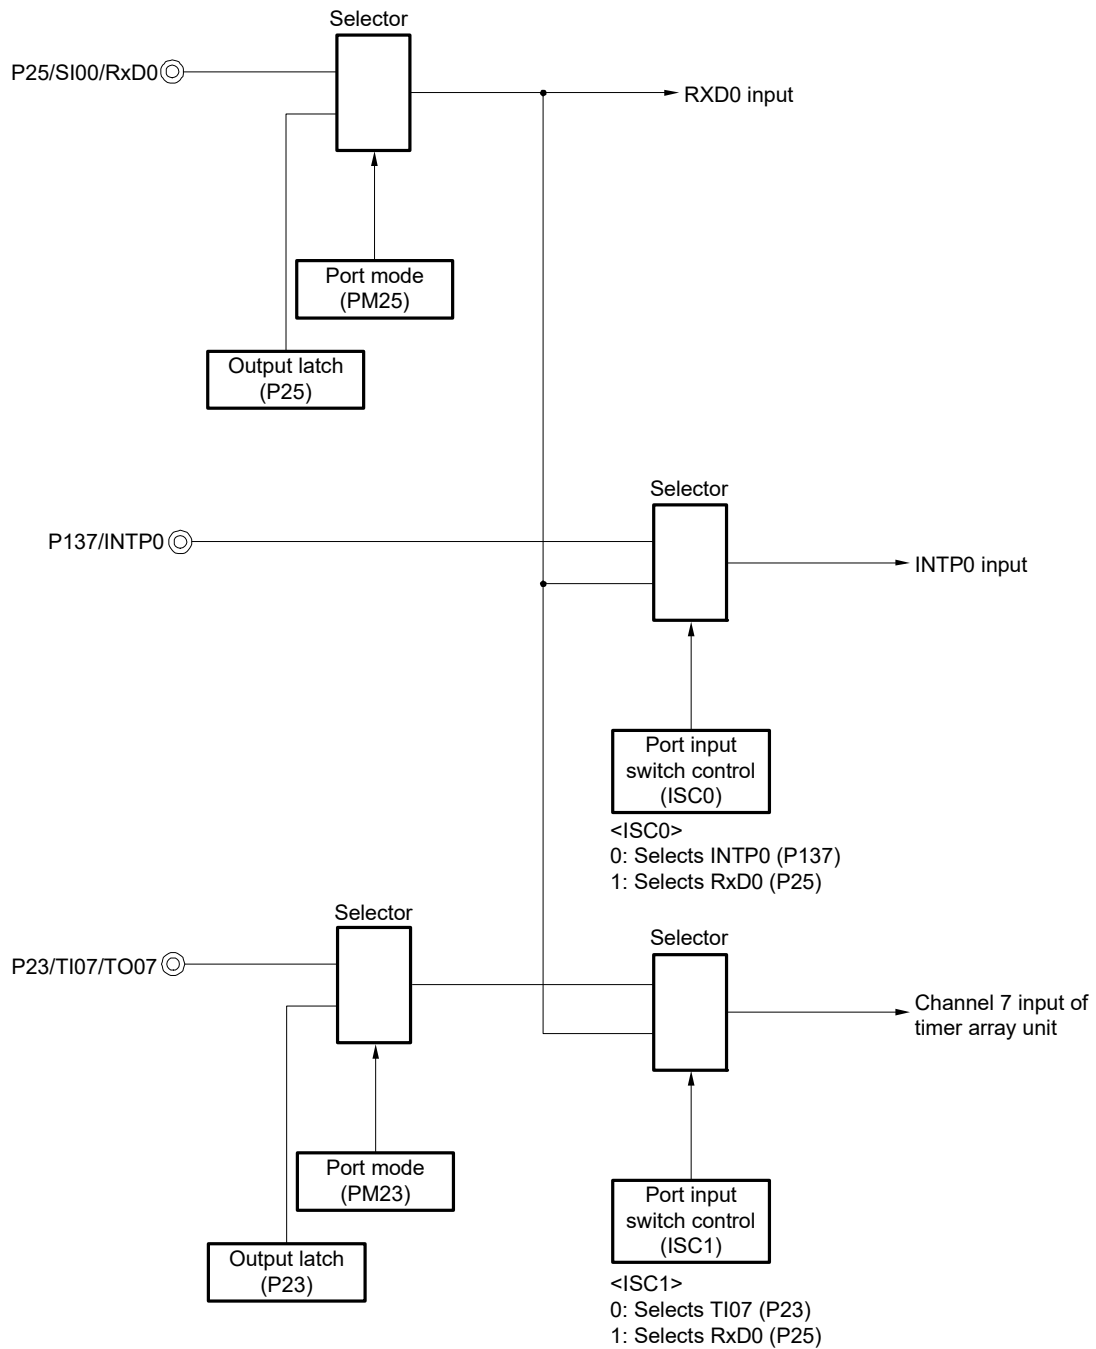 Selector
P25/SI00/RxD0
RXD0 input
Port mode
(PM25)
Output latch
(P25)
Selector
P137/INTP0
INTP0 input
Port input
switch control
(ISC0)
<ISC0>
0: Selects INTP0 (P137)
1: Selects RxD0 (P25)
Selector
Selector
P23/TI07/TO07
Channel 7 input of
timer array unit
Port mode
(PM23)
Port input
switch control
(ISC1)
Output latch
(P23)
<ISC1>
0: Selects TI07 (P23)
1: Selects RxD0 (P25)